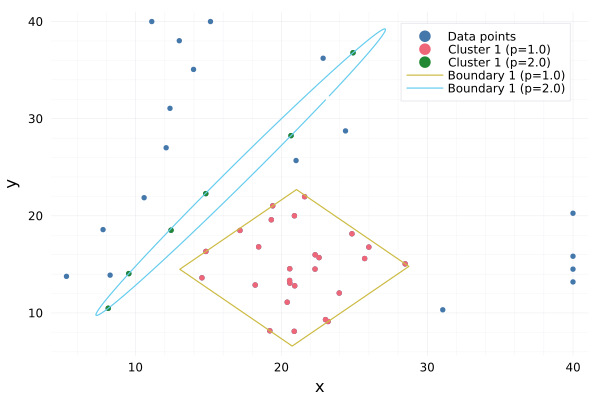 40
30
20
10
y
10
20
30
40
x
Data points
Cluster 1 (p=1.0)
Cluster 1 (p=2.0)
Boundary 1 (p=1.0)
Boundary 1 (p=2.0)